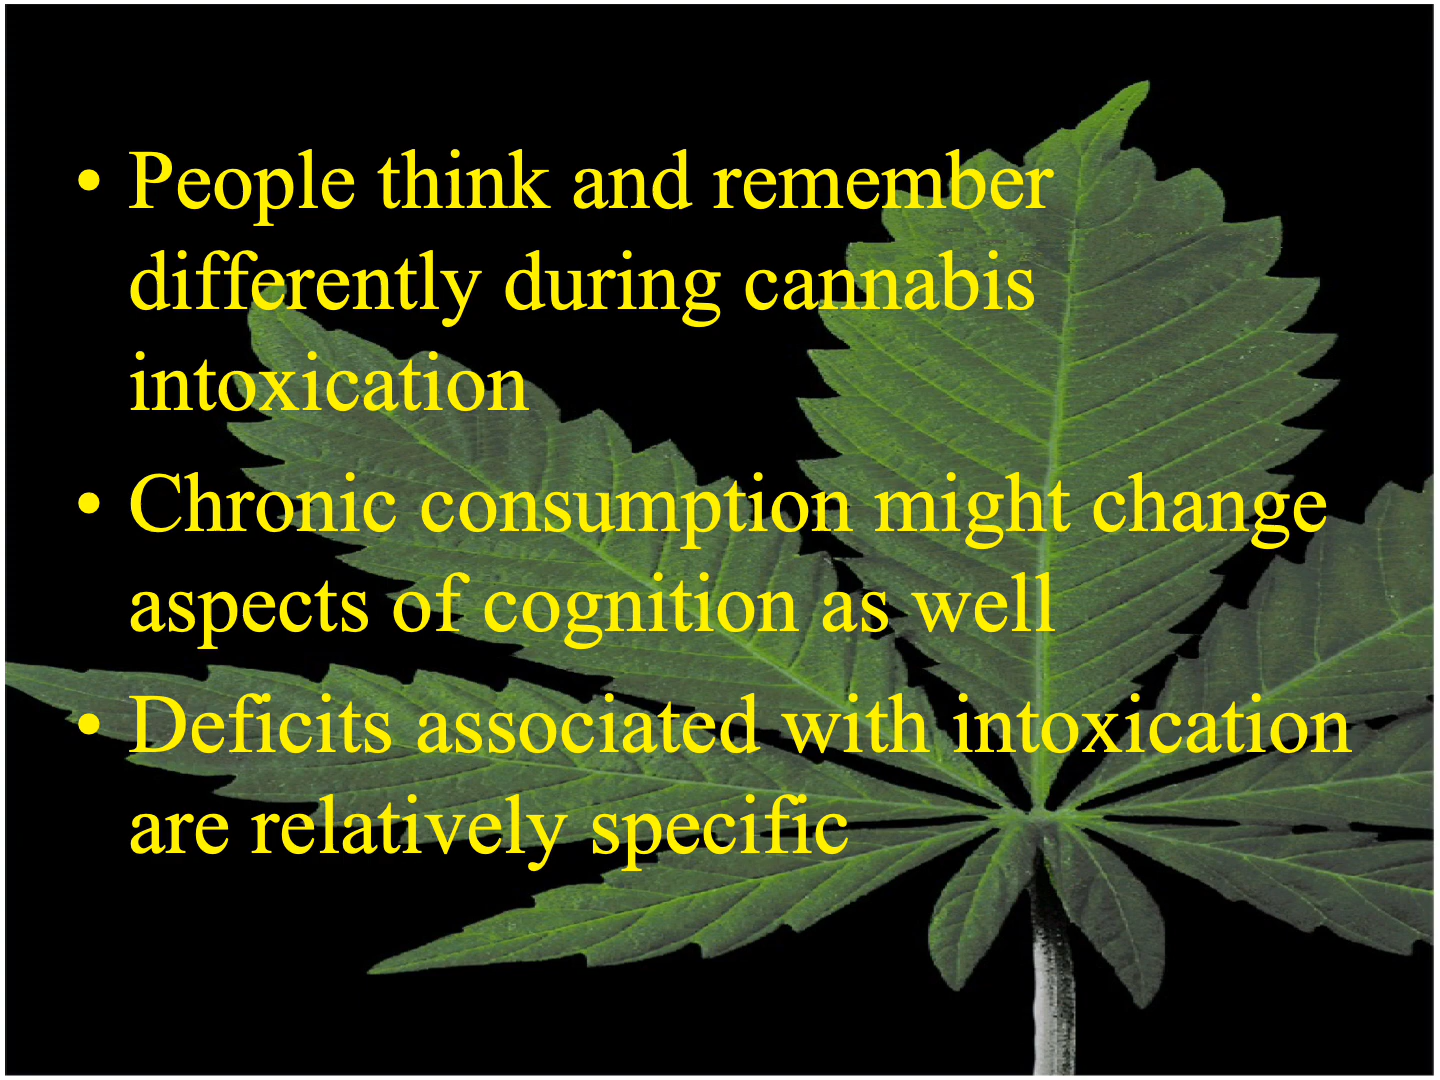 • People think and remember
differently during cannabis
intoxication
• Chronic consumption might change
aspects of cognition as well
• Deficits associated with intoxication
are relatively specific